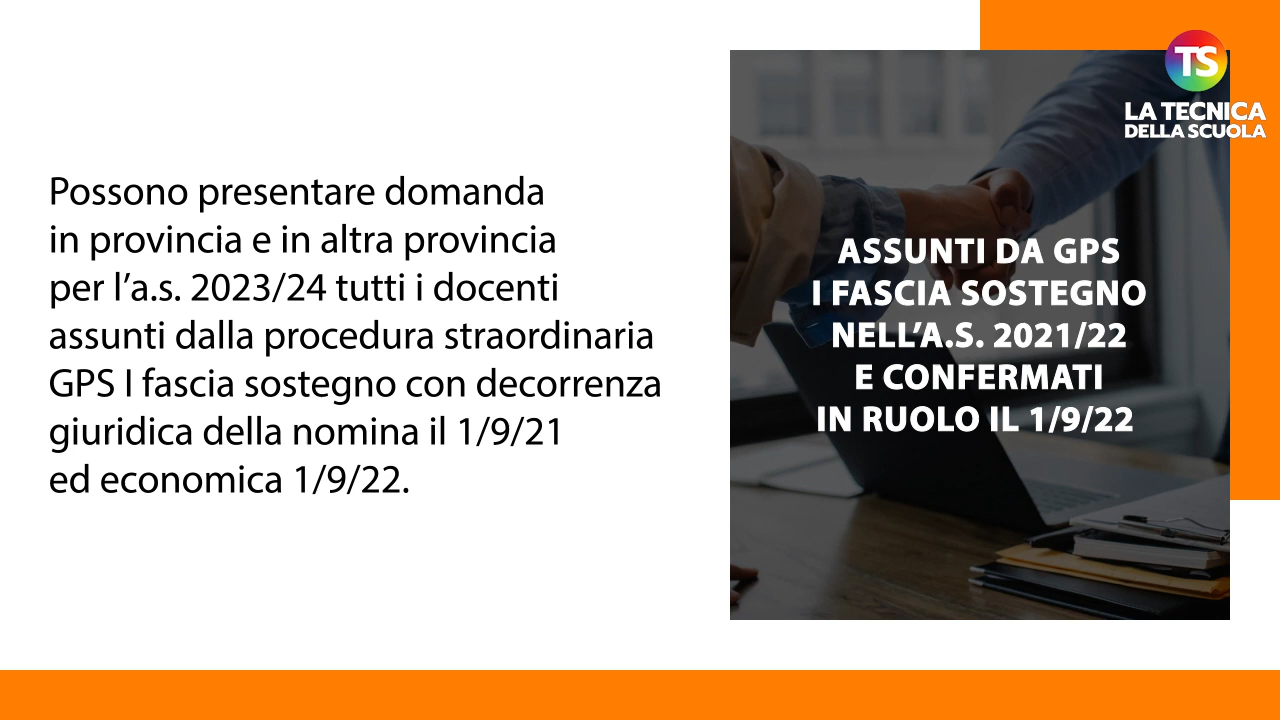 Possono presentare domanda
in provincia e in altra provincia
per l’a.s. 2023/24 tutti i docenti
assunti dalla procedura straordinaria
GPS I fascia sostegno con decorrenza
giuridica della nomina il 1/9/21
ed economica 1/9/22.
TS
LA TECNICA
DELLA SCUOLA
ASSUNTI DA GPS
I FASCIA SOSTEGNO
NELL’A.S. 2021/22
E CONFERMATI
IN RUOLO IL 1/9/22